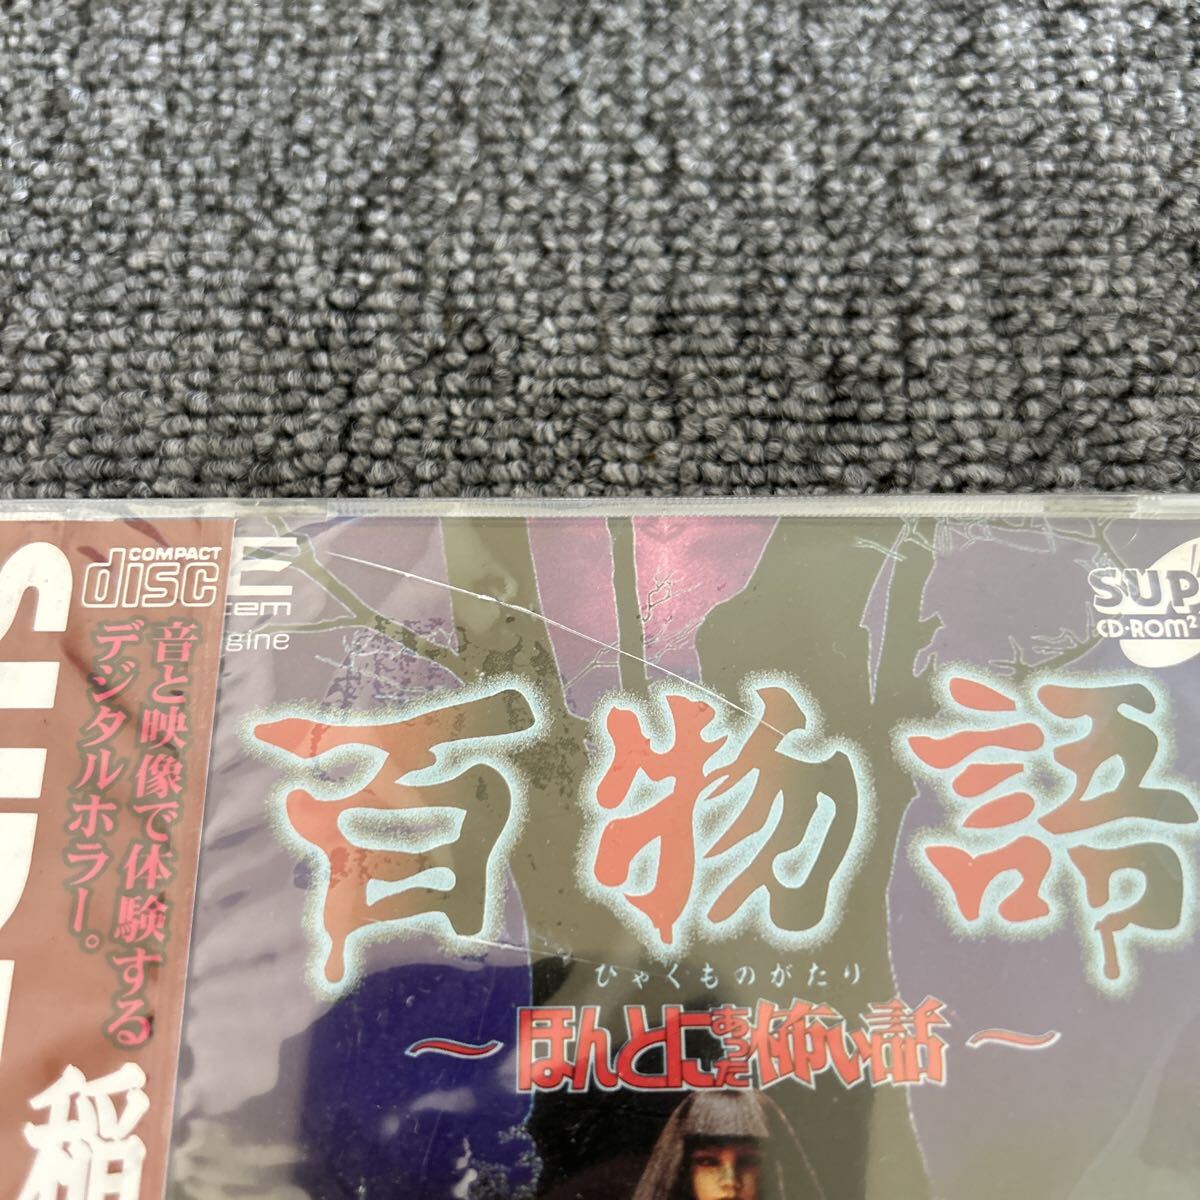 COMPACT
disc
音と映像で体験する
デジタルホラー。
稲
tem
gine
SUP
CD-ROM²
百物語
ひゃくものがたり
～ほんとにあった怖い話～